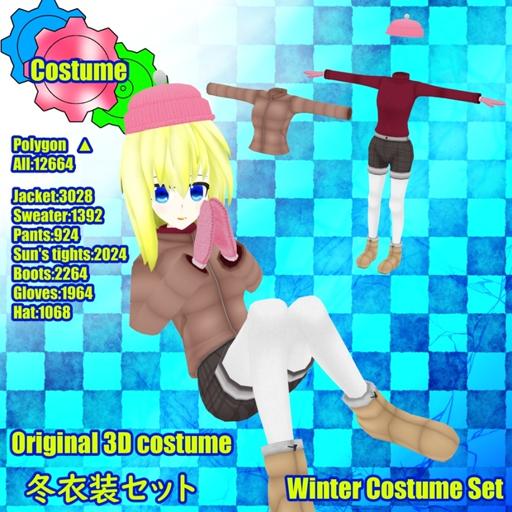 Costume
Polygon ▲
All:12664
Jacket:3028
Sweater:1392
Pants:924
Sun's tights:2024
Boots:2264
Gloves:1964
Hat:1068
Original 3D costume
冬衣装セット
Winter Costume Set